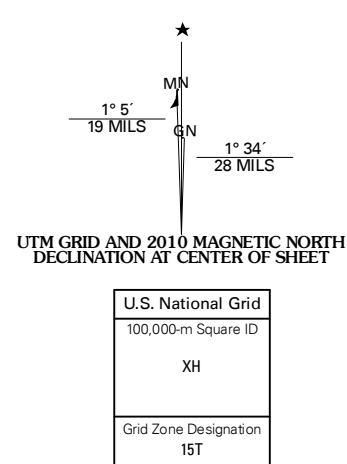 ★
MN
1° 5´
19 MILS
GN
1° 34´
28 MILS
UTM GRID AND 2010 MAGNETIC NORTH
DECLINATION AT CENTER OF SHEET
U.S. National Grid
100,000-m Square ID
XH
Grid Zone Designation
15T